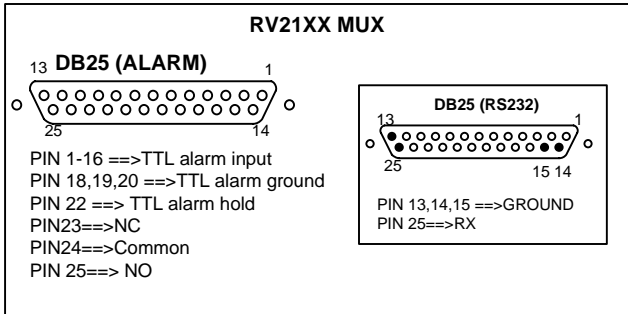 RV21XX MUX
DB25 (ALARM)
13
1
25
14
PIN 1-16 ==>TTL alarm input
PIN 18,19,20 ==>TTL alarm ground
PIN 22 ==> TTL alarm hold
PIN23==>NC
PIN24==>Common
PIN 25==> NO
DB25 (RS232)
13
1
25
15 14
PIN 13,14,15 ==>GROUND
PIN 25==>RX